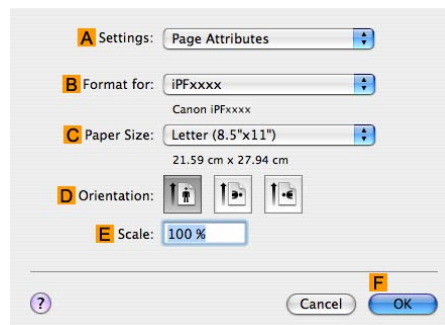 A Settings: Page Attributes
B Format for: iPFxxxx
Canon iPFxxxx
C Paper Size: Letter (8.5"x11")
21.59 cm x 27.94 cm
D Orientation:
E Scale: 100 %
F
? Cancel OK